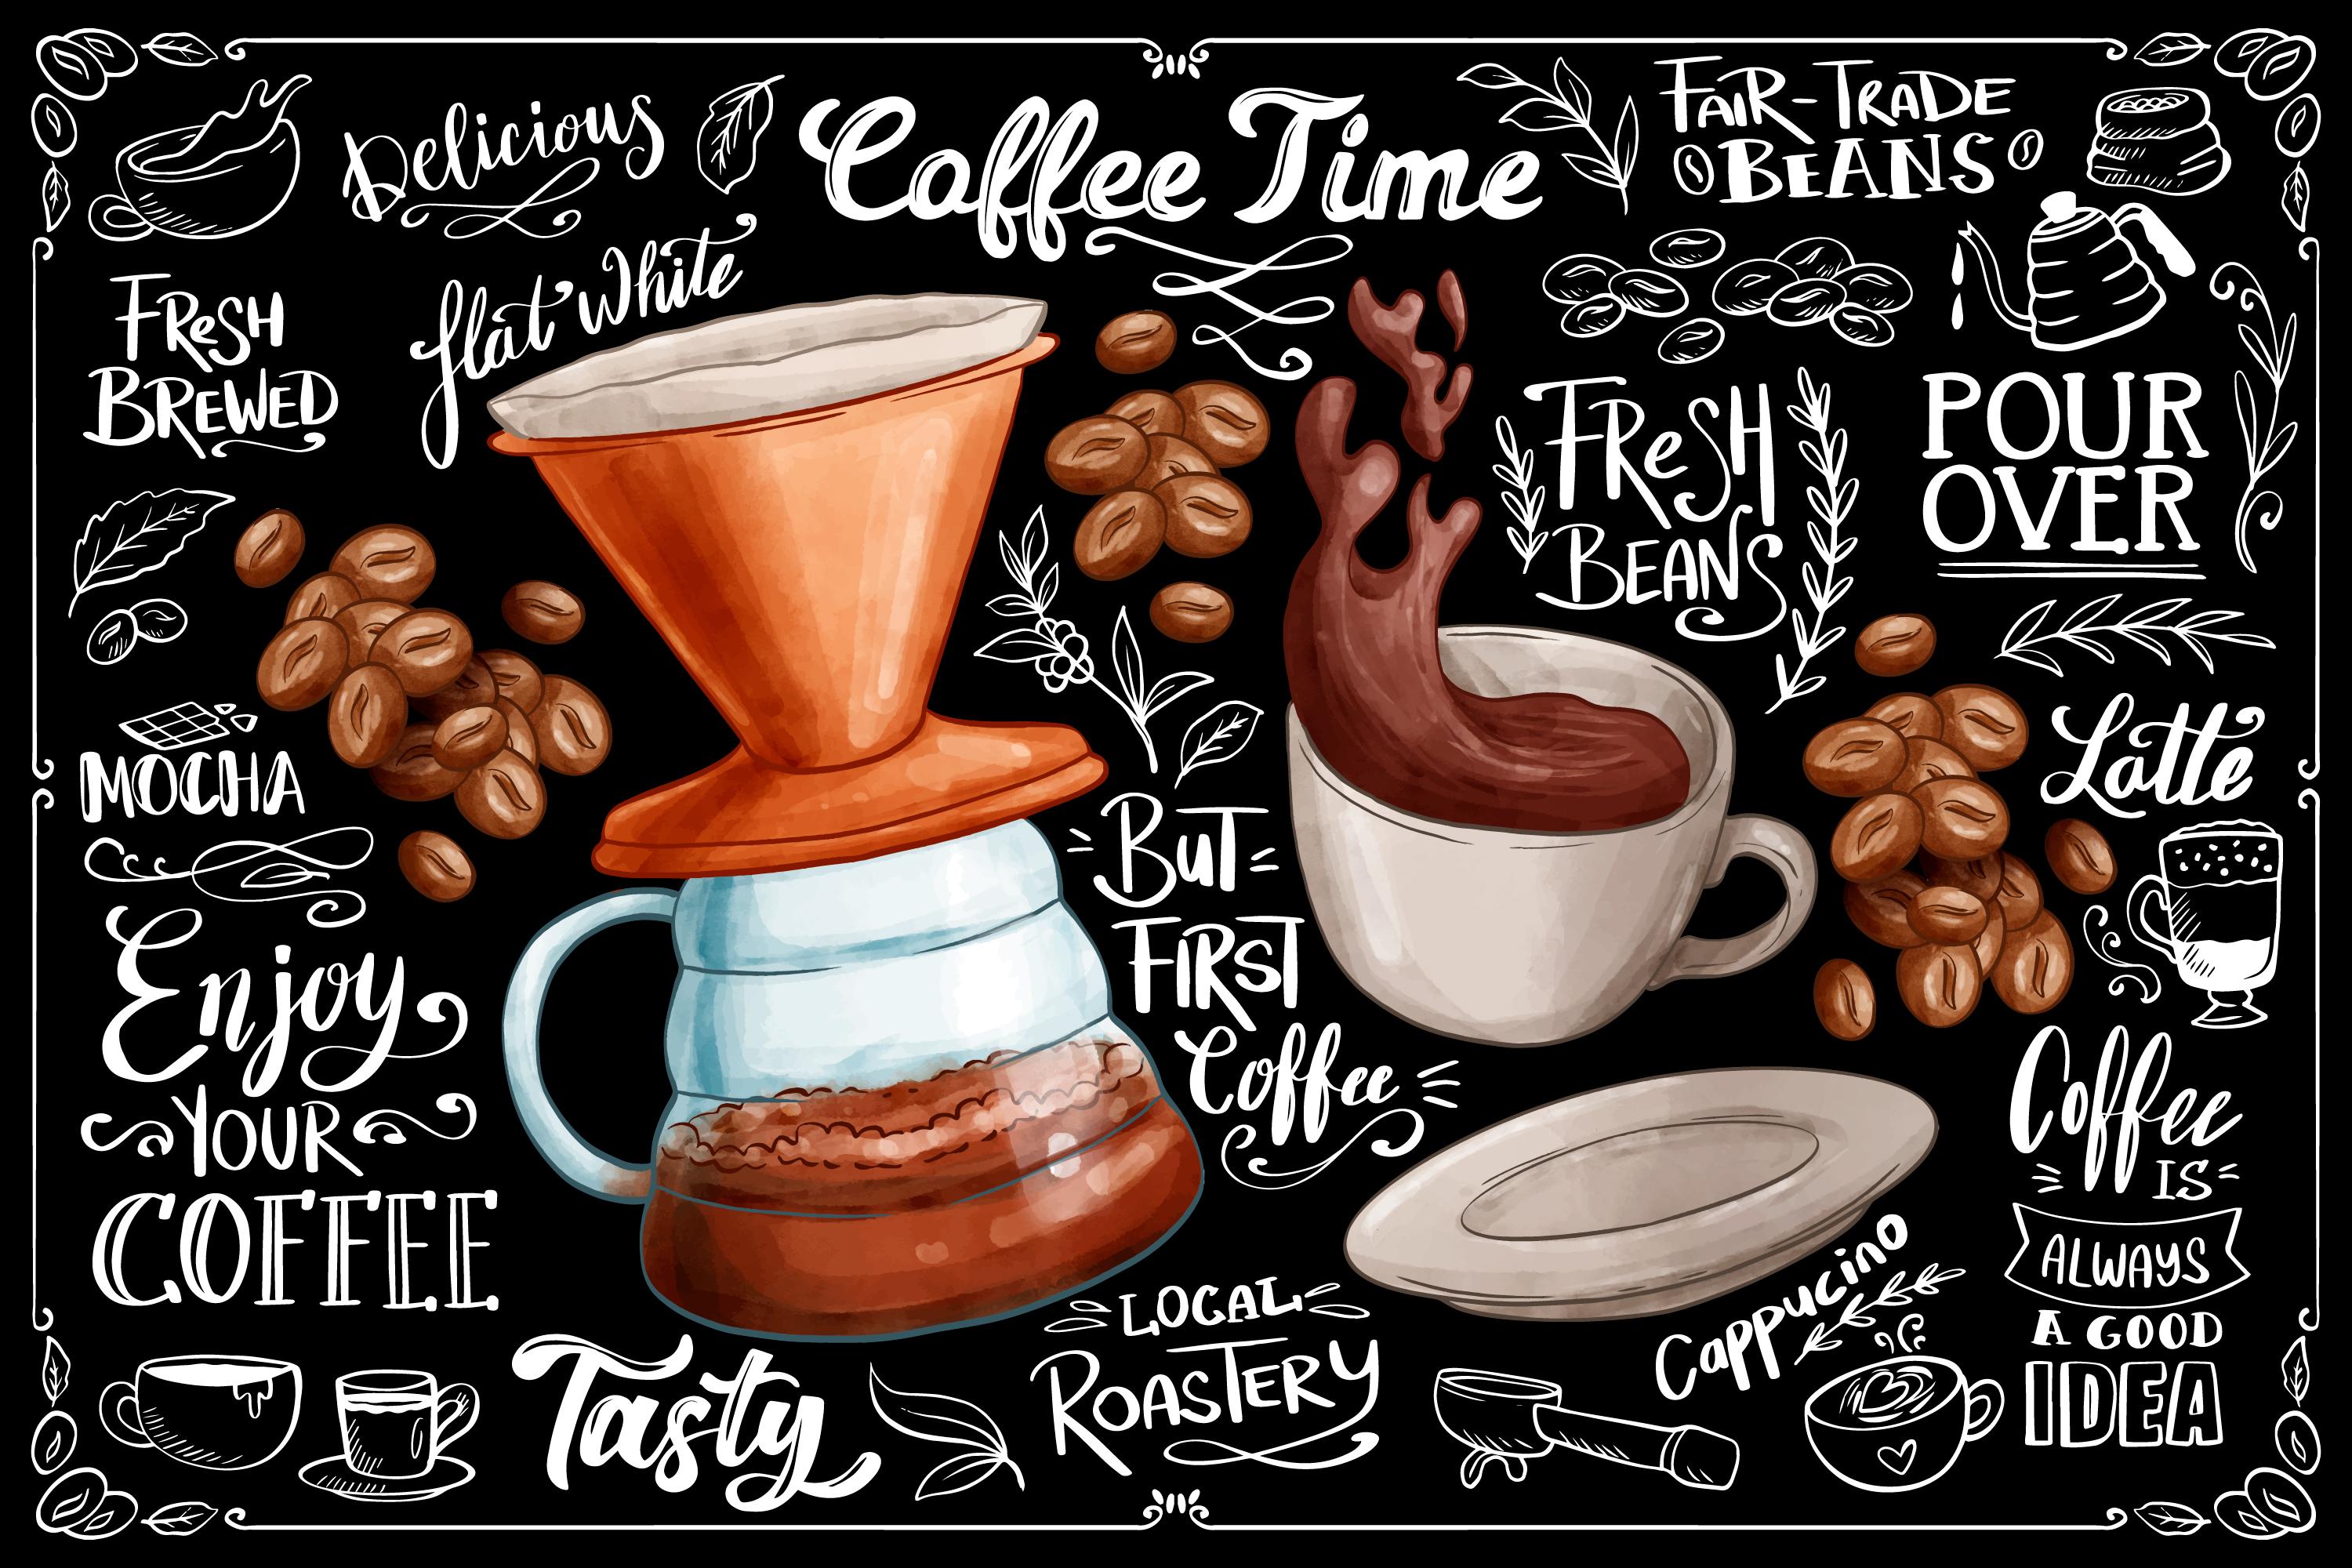 Delicious
Coffee Time
FAIR-TRADE
BEANS
flat White
FReSH
BREWED
FReSH
BEANS
POUR
OVER
MOCHA
Latte
BUT
FIRST
Coffee
Enjoy
YOUR
COFFEE
Coffee
IS
ALWAYS
A GOOD
IDEA
Tasty
LOCAL
ROASTERY
Cappucino